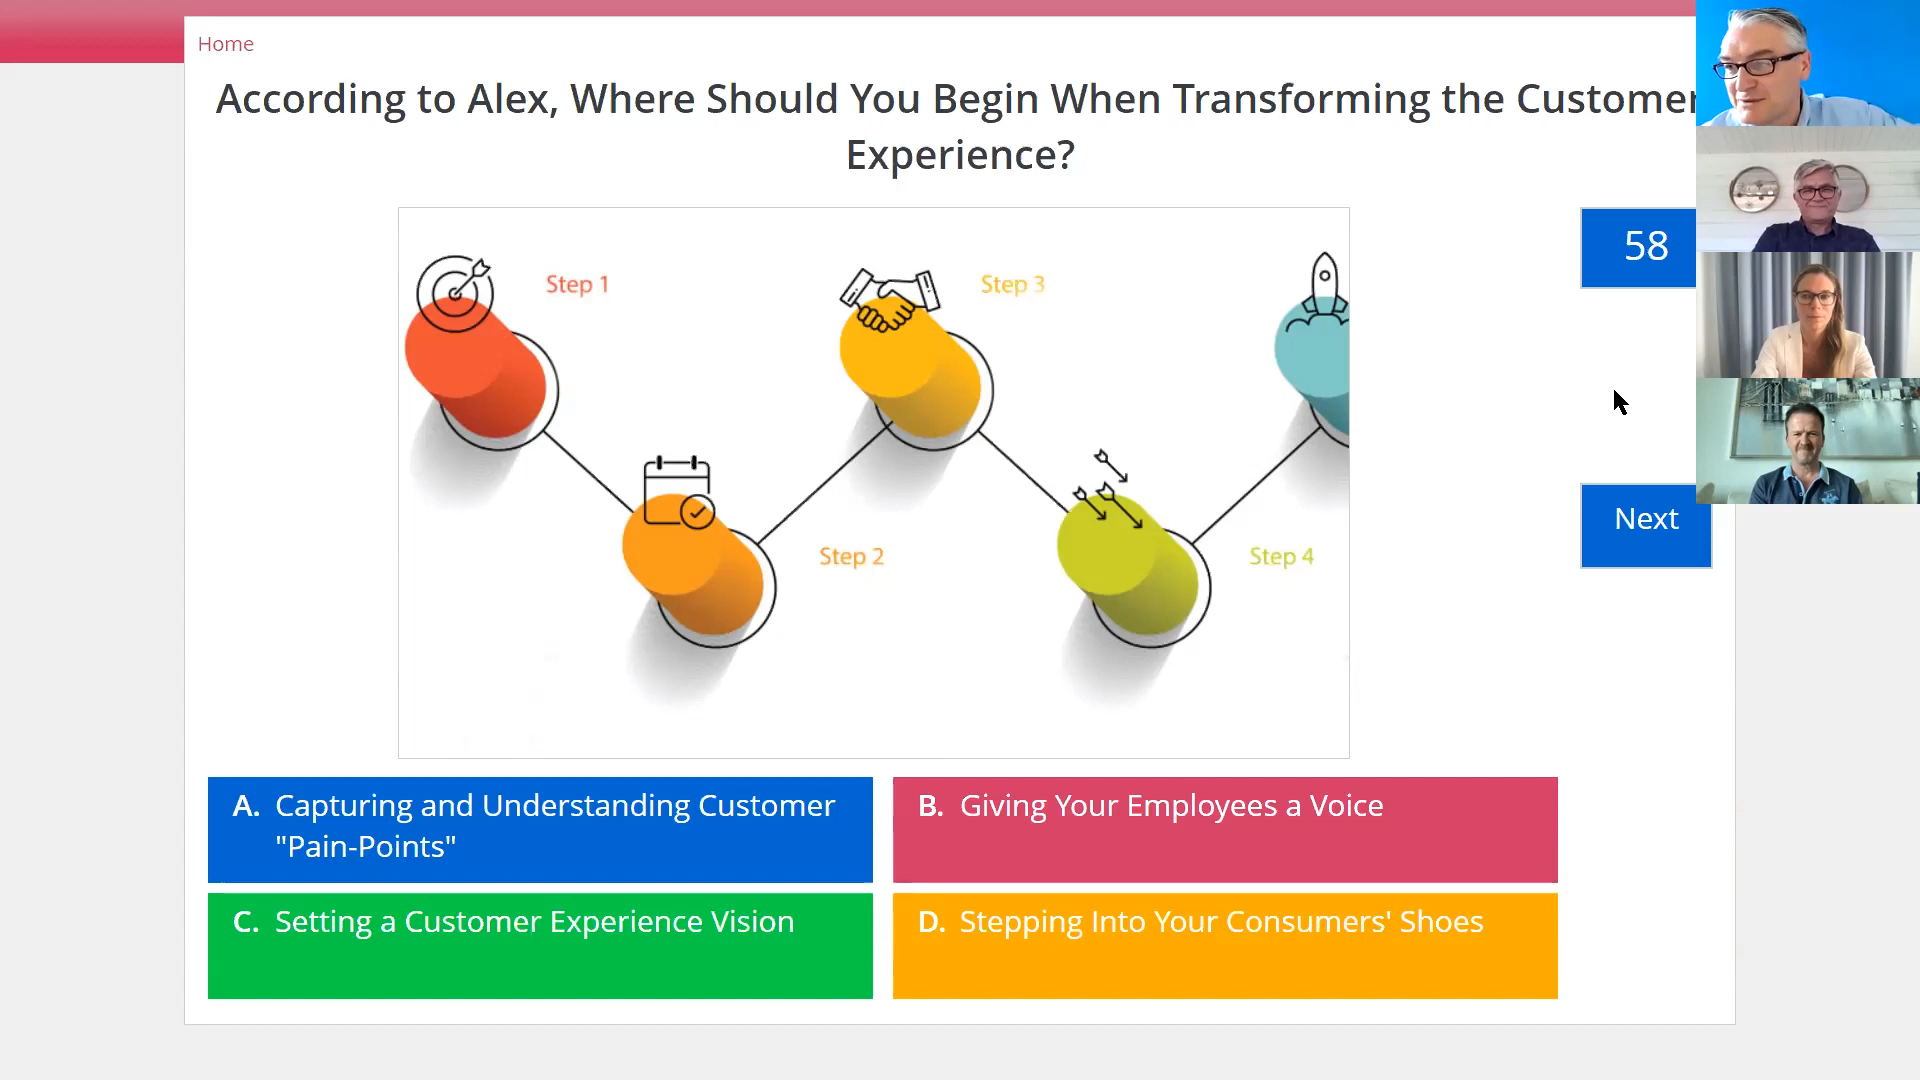 Home
According to Alex, Where Should You Begin When Transforming the Customer
Experience?
Step 1
Step 3
58
Next
Step 2
Step 4
A. Capturing and Understanding Customer
"Pain-Points"
B. Giving Your Employees a Voice
C. Setting a Customer Experience Vision
D. Stepping Into Your Consumers' Shoes